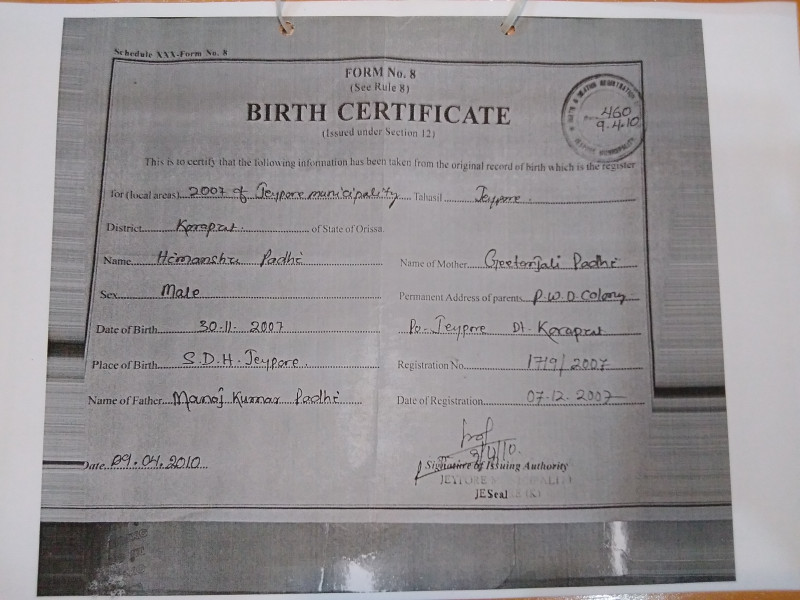 Schedule XXX-Form No. 8
FORM No. 8
(See Rule 8)
BIRTH CERTIFICATE
(Issued under Section 12)
460
9.4.10
This is to certify that the following information has been taken from the original record of birth which is the register
for (local areas) 2007 of Jeypore municipality Tahasil Jeypore
District Koraput of State of Orissa.
Name Himanshu Padhi Name of Mother Geetanjali Padhi
Sex Male Permanent Address of parents P.W.D. Colony
Date of Birth 30.11.2007 Po- Jeypore Dt. Koraput
Place of Birth S.D.H. Jeypore Registration No. 1719/2007
Name of Father Manoj Kumar Padhi Date of Registration 07.12.2007
9/4/10.
Date 09.04.2010 Signature of Issuing Authority
Seal